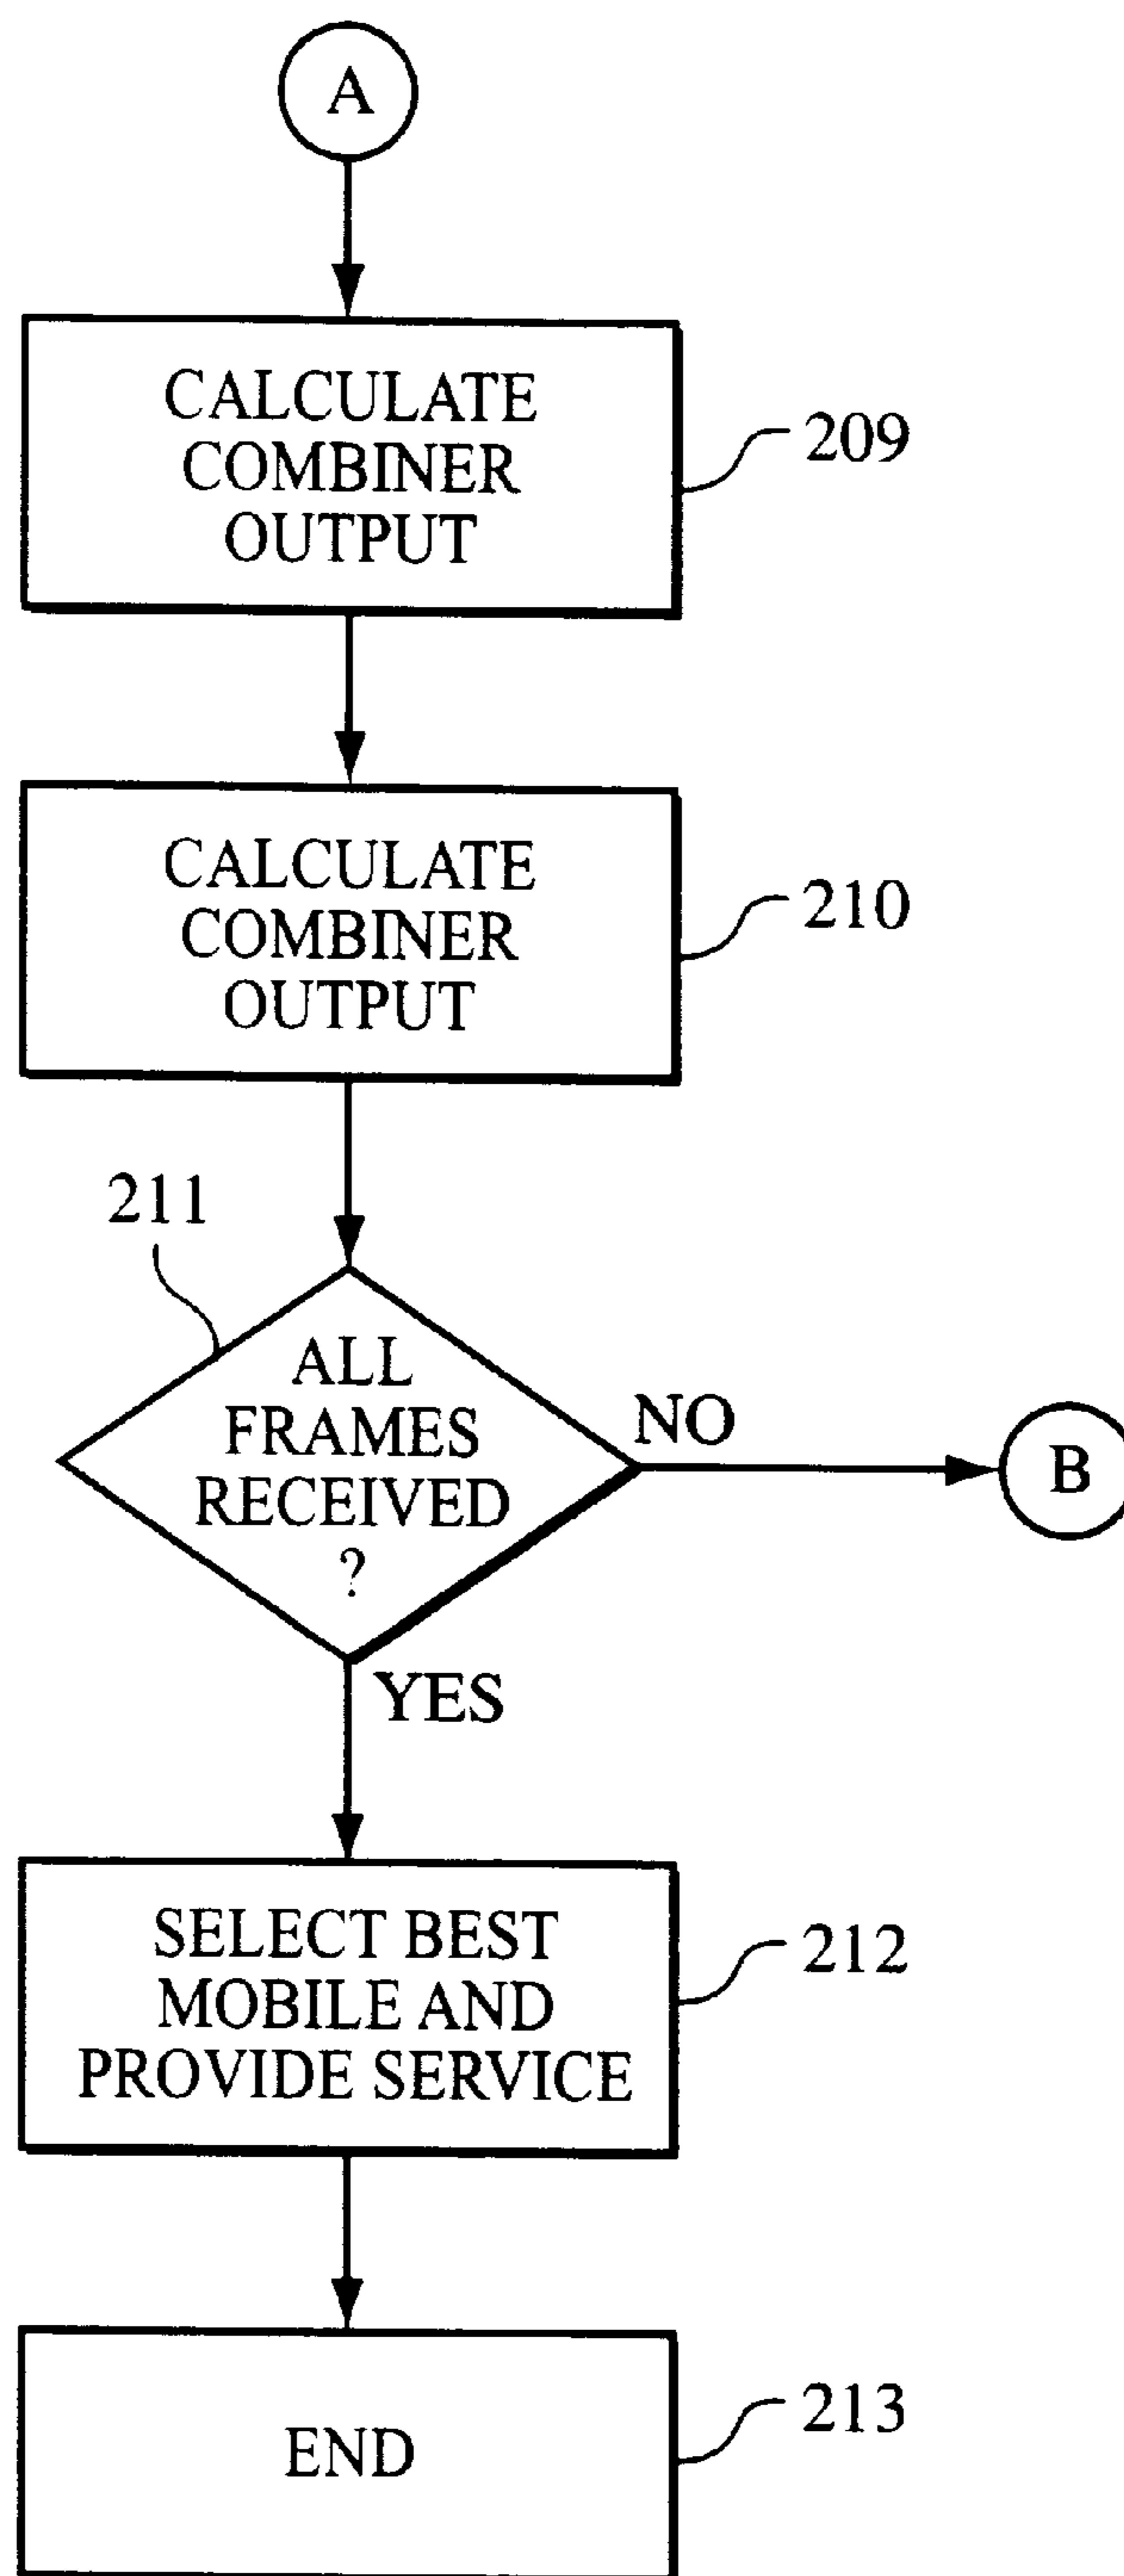 A
CALCULATE
COMBINER
OUTPUT
209
CALCULATE
COMBINER
OUTPUT
210
211
ALL
FRAMES
RECEIVED
?
NO
B
YES
SELECT BEST
MOBILE AND
PROVIDE SERVICE
212
END
213